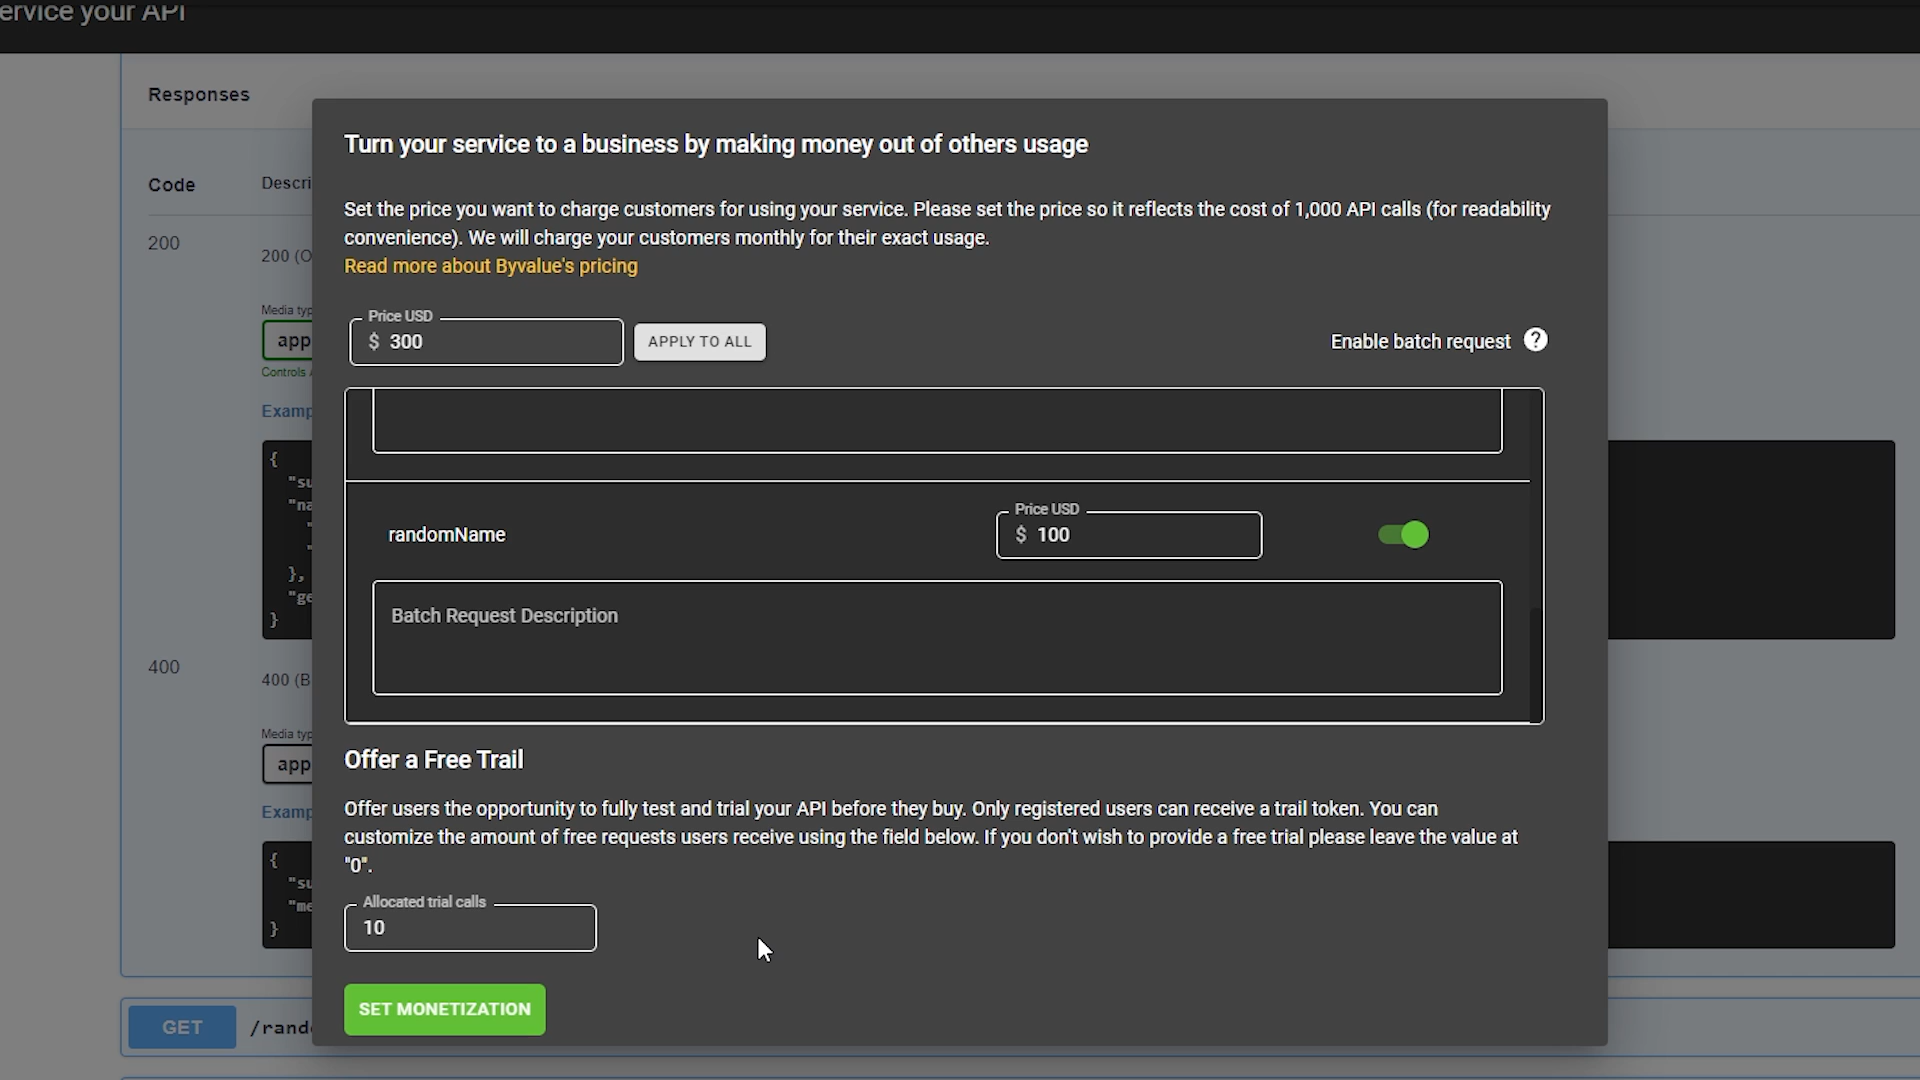 ervice your API
Responses
Code
200
400
Media
Controls
{
"su
"na
"
"
},
"ge
}
400 (B
Media
app
{
"su
"me
}
GET /rand
Turn your service to a business by making money out of others usage
Set the price you want to charge customers for using your service. Please set the price so it reflects the cost of 1,000 API calls (for readability
convenience). We will charge your customers monthly for their exact usage.
Read more about Byvalue's pricing
Price USD
$ 300
APPLY TO ALL
Enable batch request ?
randomName
Price USD
$ 100
Batch Request Description
Offer a Free Trail
Offer users the opportunity to fully test and trial your API before they buy. Only registered users can receive a trail token. You can
customize the amount of free requests users receive using the field below. If you don't wish to provide a free trial please leave the value at
"0".
Allocated trial calls
10
SET MONETIZATION